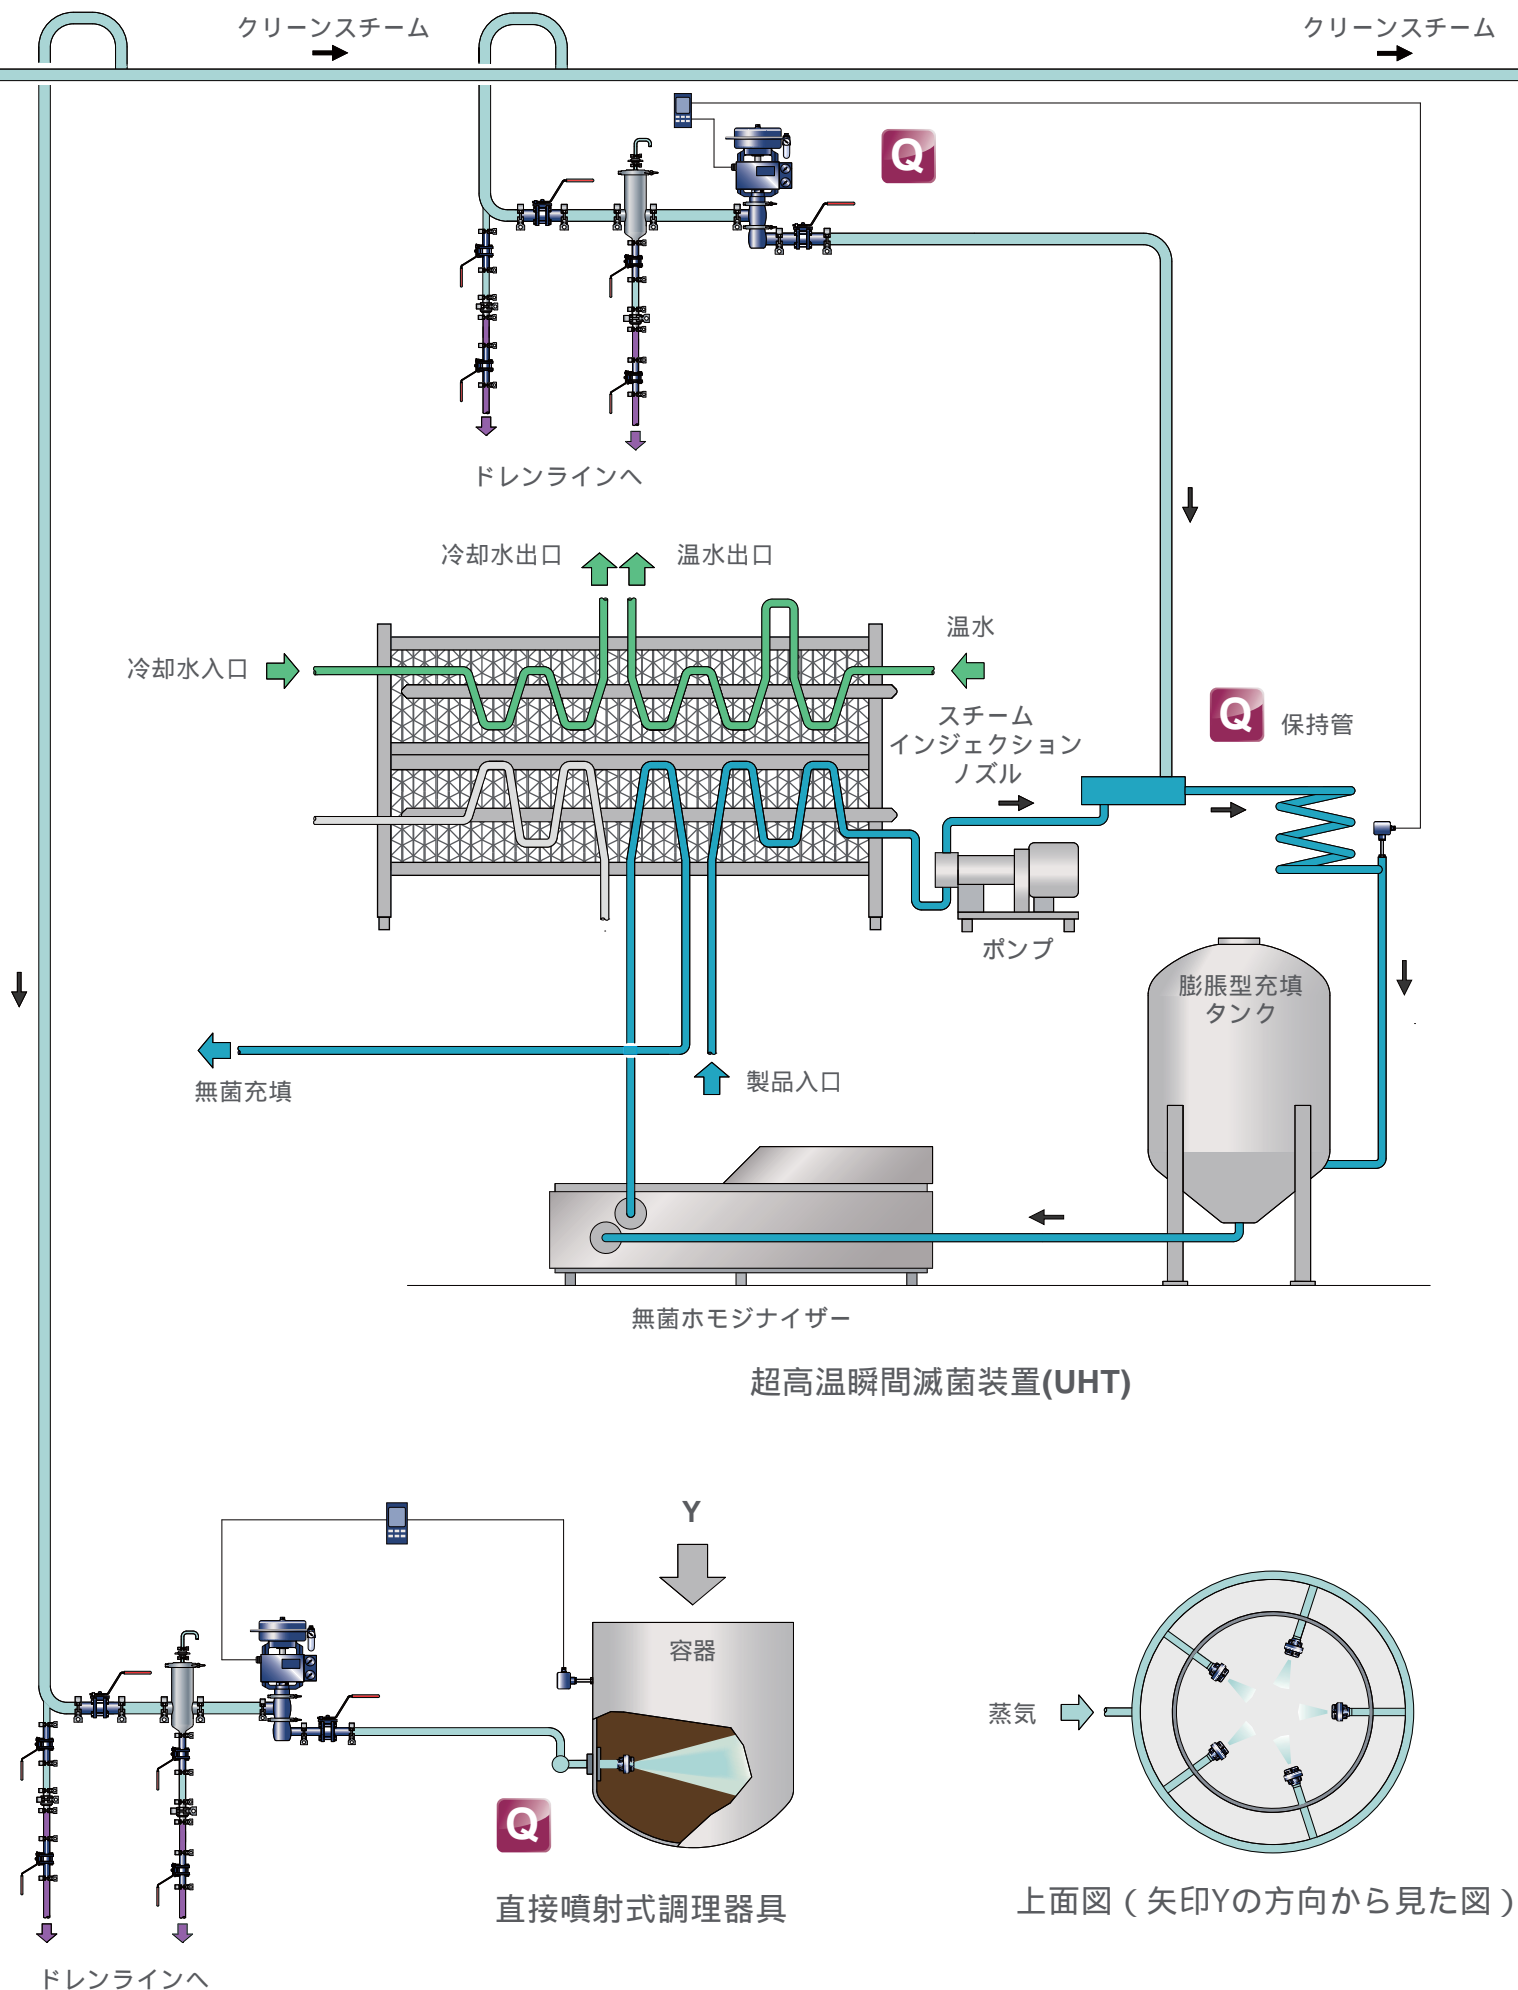 クリーンスチーム
クリーンスチーム
Q
ドレンラインへ
冷却水出口
温水出口
温水
冷却水入口
スチーム
インジェクション
ノズル
Q
保持管
ポンプ
膨脹型充填
タンク
無菌充填
製品入口
無菌ホモジナイザー
超高温瞬間滅菌装置(UHT)
Y
容器
蒸気
Q
直接噴射式調理器具
上面図（矢印Yの方向から見た図）
ドレンラインへ